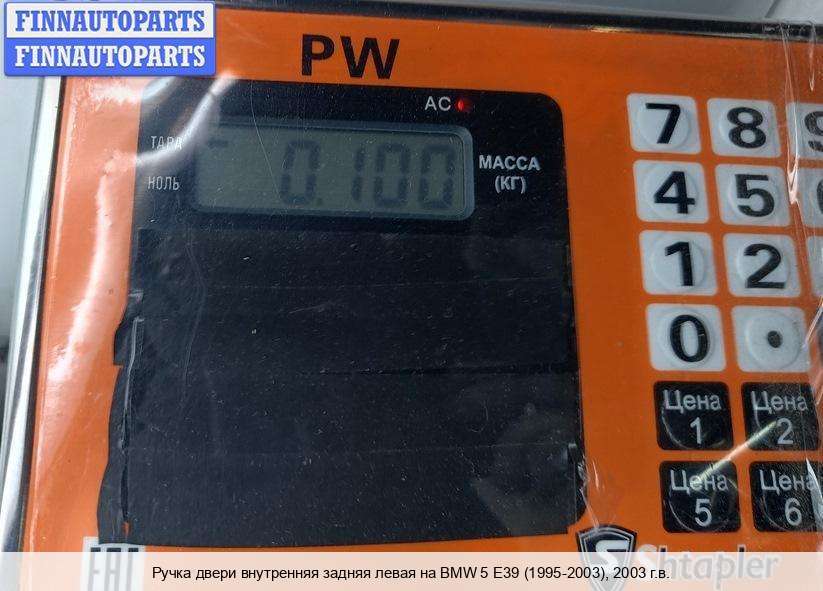 FINNAUTOPARTS
FINNAUTOPARTS
PW
AC
ТАРА
0.100
МАССА
(КГ)
НОЛЬ
7 8 9
4 5
1 2
0 .
Цена 1
Цена 2
Цена 5
Цена 6
EAC
S Shtapler
Ручка двери внутренняя задняя левая на BMW 5 E39 (1995-2003), 2003 г.в.